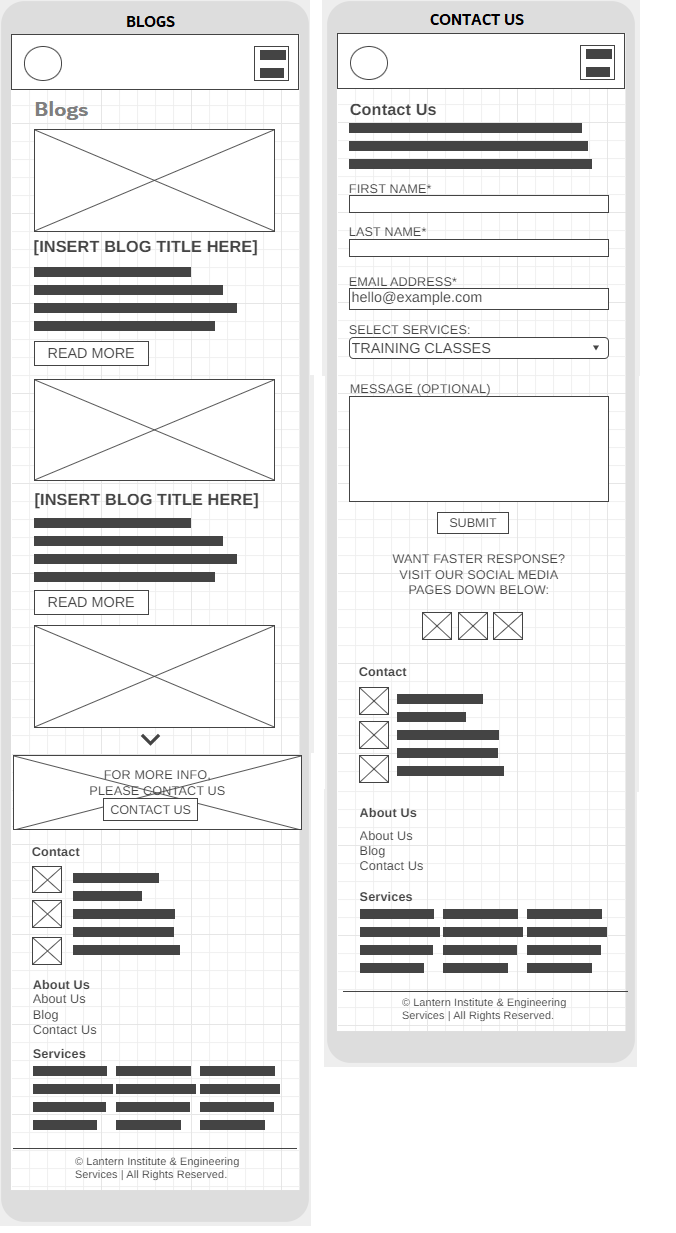 BLOGS
Blogs
[INSERT BLOG TITLE HERE]
READ MORE
[INSERT BLOG TITLE HERE]
READ MORE
FOR MORE INFO,
PLEASE CONTACT US
CONTACT US
Contact
About Us
About Us
Blog
Contact Us
Services
© Lantern Institute & Engineering
Services | All Rights Reserved.
CONTACT US
Contact Us
FIRST NAME*
LAST NAME*
EMAIL ADDRESS*
hello@example.com
SELECT SERVICES:
TRAINING CLASSES
MESSAGE (OPTIONAL)
SUBMIT
WANT FASTER RESPONSE?
VISIT OUR SOCIAL MEDIA
PAGES DOWN BELOW:
Contact
About Us
About Us
Blog
Contact Us
Services
© Lantern Institute & Engineering
Services | All Rights Reserved.